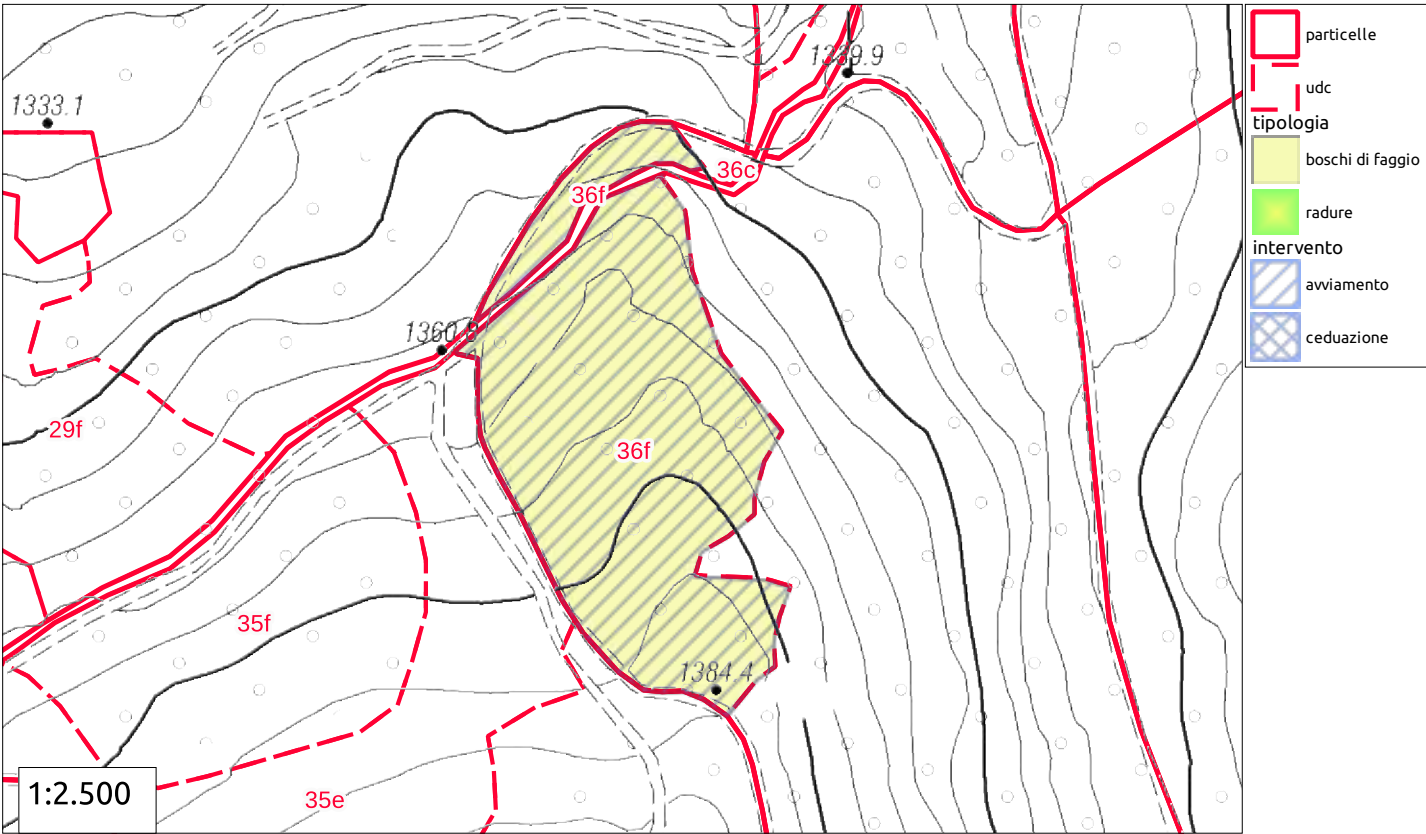 1339.9
1333.1
36c
36f
1360.8
29f
36f
35f
1384.4
35e
1:2.500
particelle
udc
tipologia
boschi di faggio
radure
intervento
avviamento
ceduazione